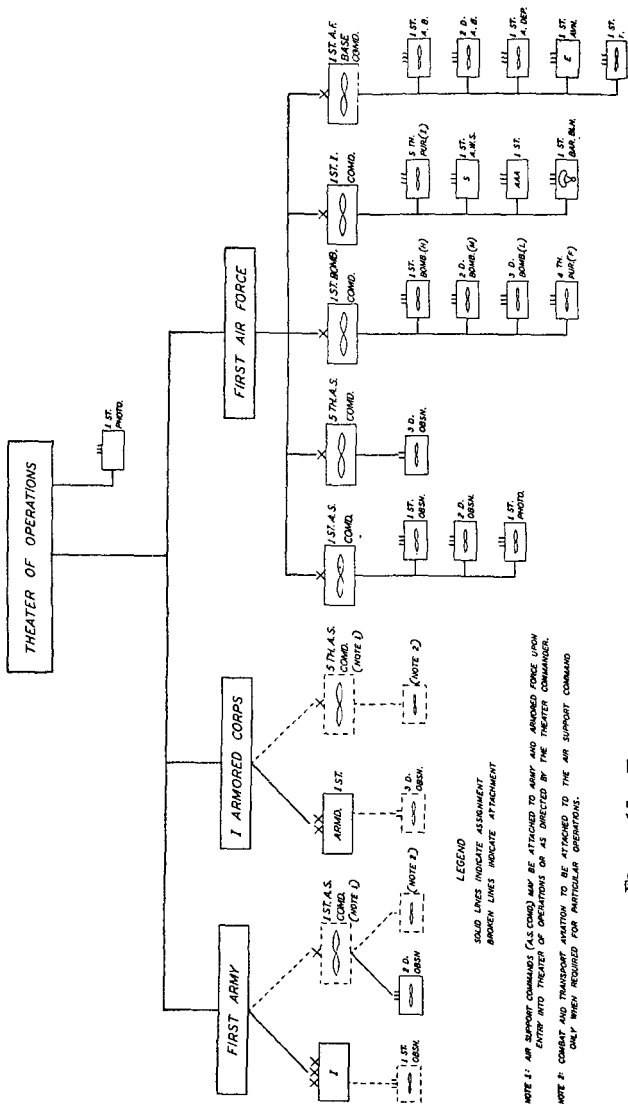 THEATER OF OPERATIONS
1 ST.
PHOTO.
FIRST ARMY
I ARMORED CORPS
FIRST AIR FORCE
I
1 ST. A.S.
COMD.
(NOTE 1)
1 ST.
OBSN.
2 D.
OBSN
(NOTE 2)
ARMD.
1 ST.
5 TH. A.S.
COMD.
(NOTE 1)
3 D.
OBSN.
(NOTE 2)
1 ST. A.S.
COMD.
1 ST.
OBSN.
2 D.
OBSN.
1 ST.
PHOTO.
5 TH. A.S.
COMD.
3 D.
OBSN.
1 ST. BOMB.
COMD.
1 ST.
BOMB.(H)
2 D.
BOMB.(M)
3 D.
BOMB.(L)
4 TH.
PUR.(F)
1 ST. I.
COMD.
5 TH.
PUR.(I)
S
1 ST.
A.W.S.
AAA
1 ST.
1 ST.
BAR. BLN.
1 ST. A.F.
BASE
COMD.
1 ST.
A. B.
2 D.
A. B.
1 ST.
A. DEP.
E
1 ST.
AVN.
1 ST.
T.
LEGEND
SOLID LINES INDICATE ASSIGNMENT
BROKEN LINES INDICATE ATTACHMENT
NOTE 1: AIR SUPPORT COMMANDS (A.S. COMD.) MAY BE ATTACHED TO ARMY AND ARMORED FORCE UPON
ENTRY INTO THEATER OF OPERATIONS OR AS DIRECTED BY THE THEATER COMMANDER.
NOTE 2: COMBAT AND TRANSPORT AVIATION TO BE ATTACHED TO THE AIR SUPPORT COMMAND
ONLY WHEN REQUIRED FOR PARTICULAR OPERATIONS.